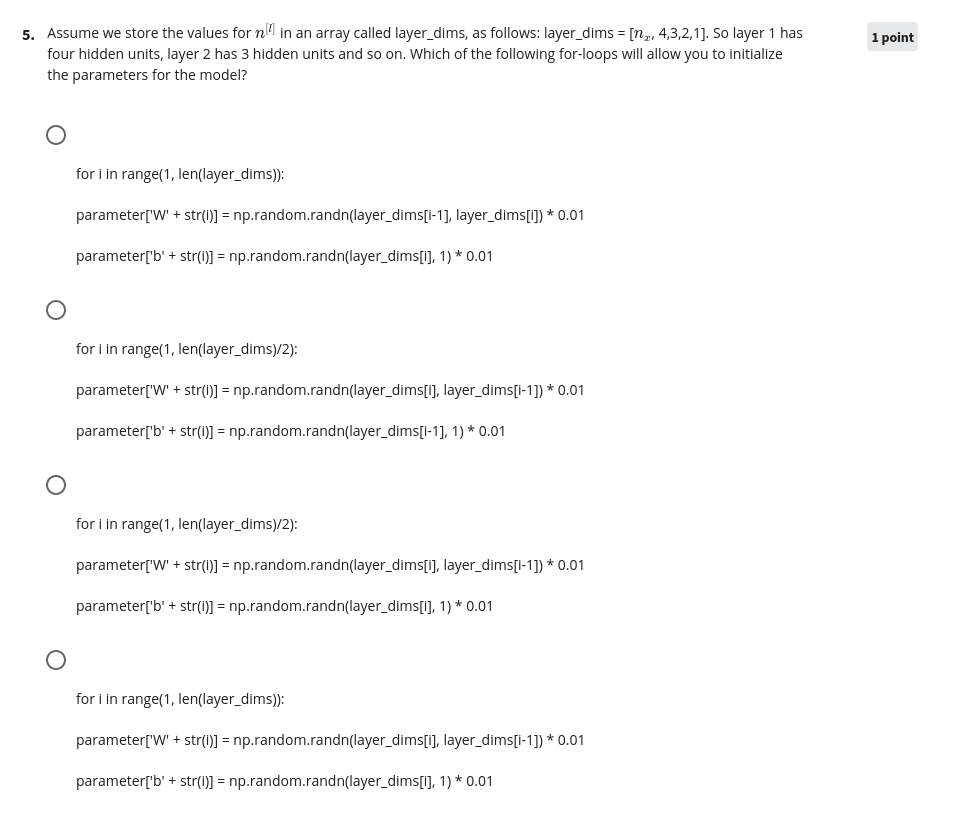 5. Assume we store the values for n^[l] in an array called layer_dims, as follows: layer_dims = [n_x, 4,3,2,1]. So layer 1 has
1 point
four hidden units, layer 2 has 3 hidden units and so on. Which of the following for-loops will allow you to initialize
the parameters for the model?
for i in range(1, len(layer_dims)):
parameter['W' + str(i)] = np.random.randn(layer_dims[i-1], layer_dims[i]) * 0.01
parameter['b' + str(i)] = np.random.randn(layer_dims[i], 1) * 0.01
for i in range(1, len(layer_dims)/2):
parameter['W' + str(i)] = np.random.randn(layer_dims[i], layer_dims[i-1]) * 0.01
parameter['b' + str(i)] = np.random.randn(layer_dims[i-1], 1) * 0.01
for i in range(1, len(layer_dims)/2):
parameter['W' + str(i)] = np.random.randn(layer_dims[i], layer_dims[i-1]) * 0.01
parameter['b' + str(i)] = np.random.randn(layer_dims[i], 1) * 0.01
for i in range(1, len(layer_dims)):
parameter['W' + str(i)] = np.random.randn(layer_dims[i], layer_dims[i-1]) * 0.01
parameter['b' + str(i)] = np.random.randn(layer_dims[i], 1) * 0.01